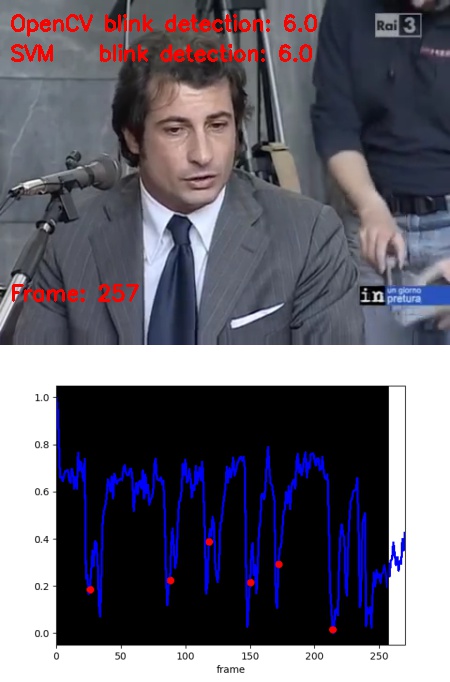 OpenCV blink detection: 6.0
Rai 3
SVM blink detection: 6.0
Frame: 257
in un giorno
pretura
1.0
0.8
0.6
0.4
0.2
0.0
0 50 100 150 200 250
frame